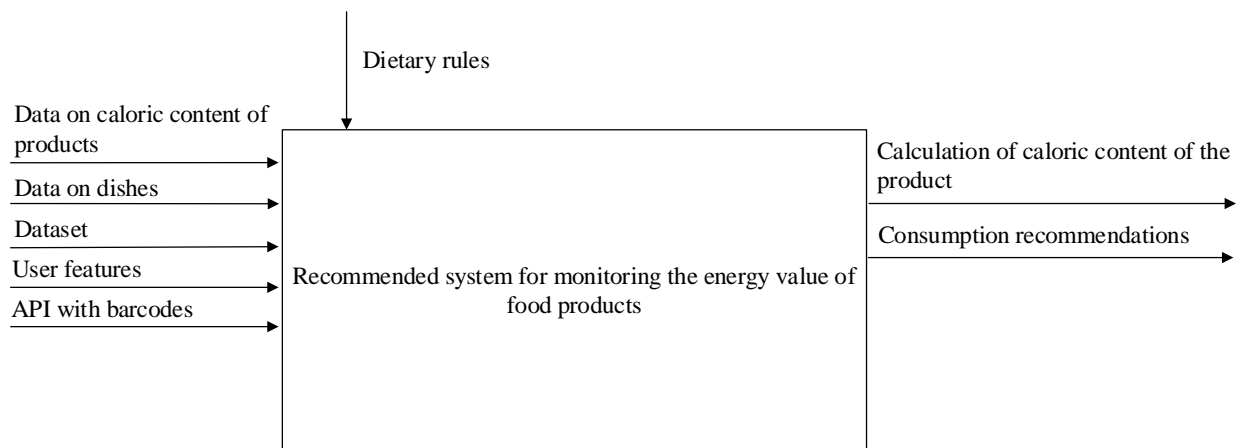 Dietary rules
Data on caloric content of
products
Data on dishes
Dataset
User features
API with barcodes
Recommended system for monitoring the energy value of
food products
Calculation of caloric content of the
product
Consumption recommendations